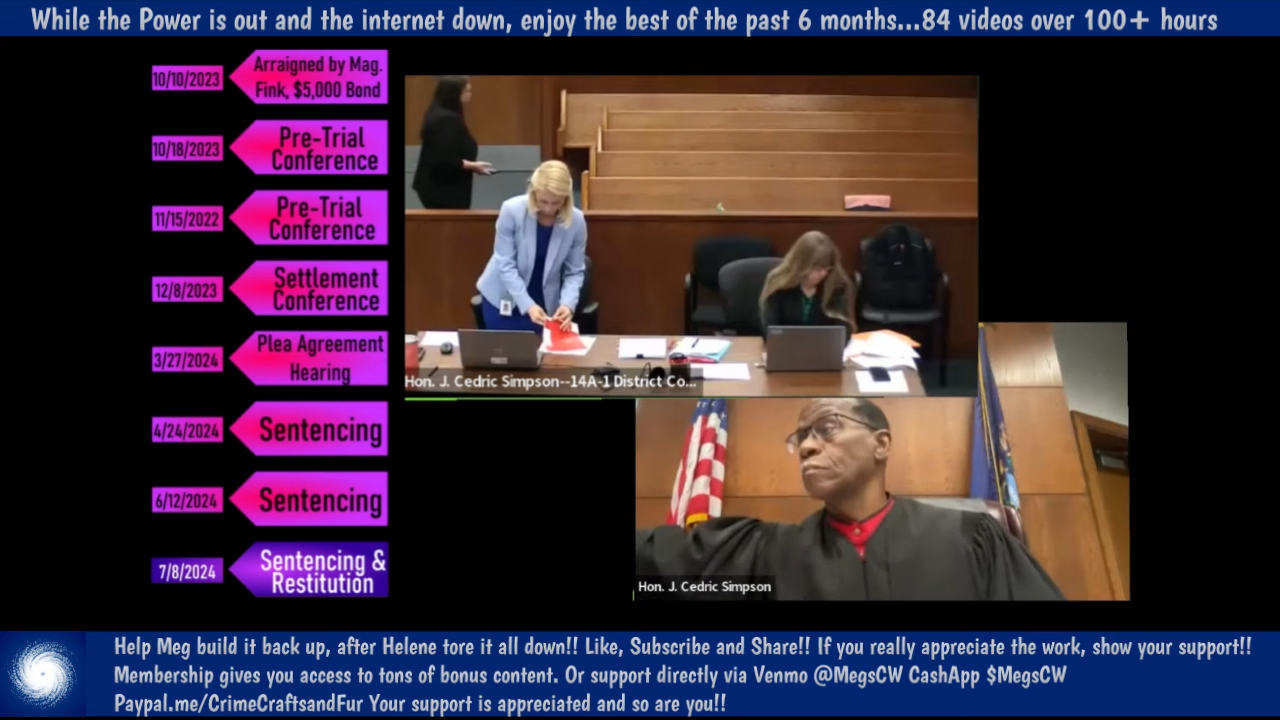 While the Power is out and the internet down, enjoy the best of the past 6 months...84 videos over 100+ hours
10/10/2023
Arraigned by Mag.
Fink, $5,000 Bond
10/18/2023
Pre-Trial
Conference
11/15/2022
Pre-Trial
Conference
12/8/2023
Settlement
Conference
3/27/2024
Plea Agreement
Hearing
4/24/2024
Sentencing
6/12/2024
Sentencing
7/8/2024
Sentencing &
Restitution
Hon. J. Cedric Simpson--14A-1 District Co...
Hon. J. Cedric Simpson
Help Meg build it back up, after Helene tore it all down!! Like, Subscribe and Share!! If you really appreciate the work, show your support!!
Membership gives you access to tons of bonus content. Or support directly via Venmo @MegsCW CashApp $MegsCW
Paypal.me/CrimeCraftsandFur Your support is appreciated and so are you!!